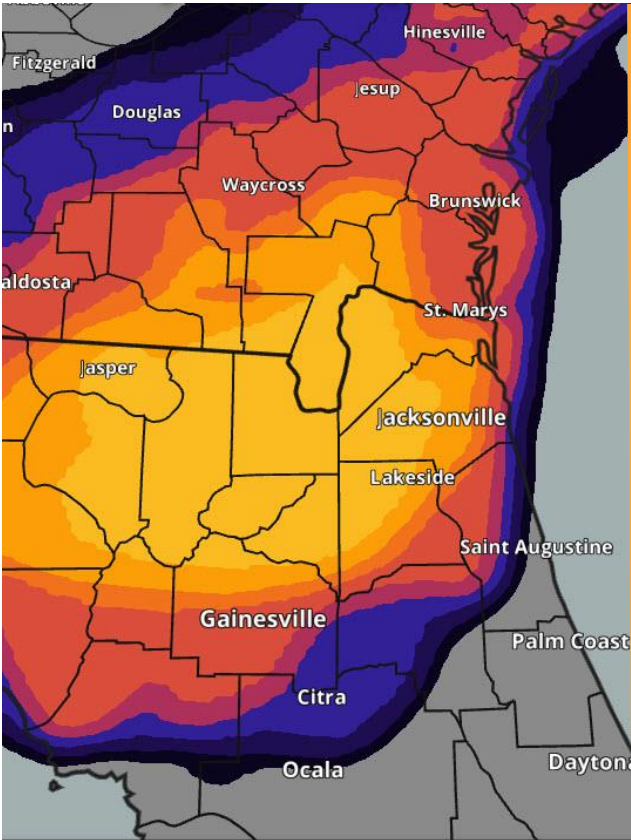 Hinesville
Fitzgerald
Jesup
Douglas
n
Waycross
Brunswick
aldosta
St. Marys
Jasper
Jacksonville
Lakeside
Saint Augustine
Gainesville
Palm Coast
Citra
Ocala
Daytona